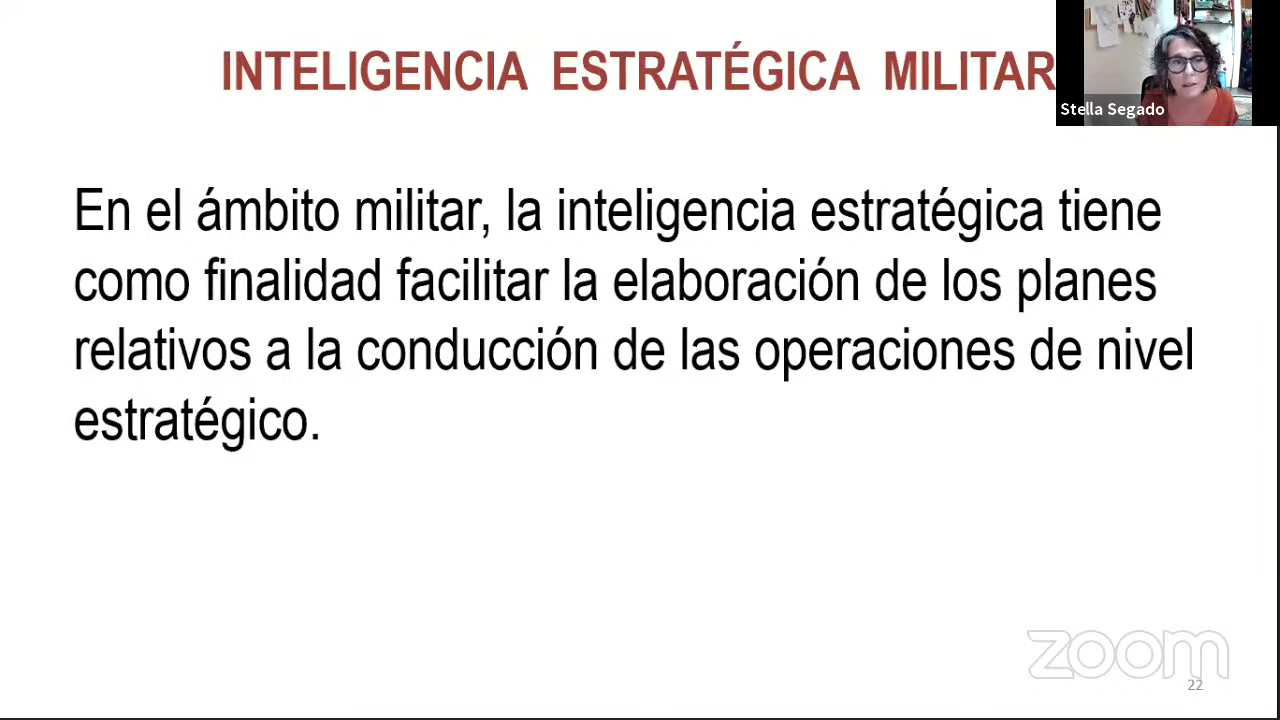 INTELIGENCIA ESTRATÉGICA MILITAR
Stella Segado
En el ámbito militar, la inteligencia estratégica tiene
como finalidad facilitar la elaboración de los planes
relativos a la conducción de las operaciones de nivel
estratégico.
zoom
22